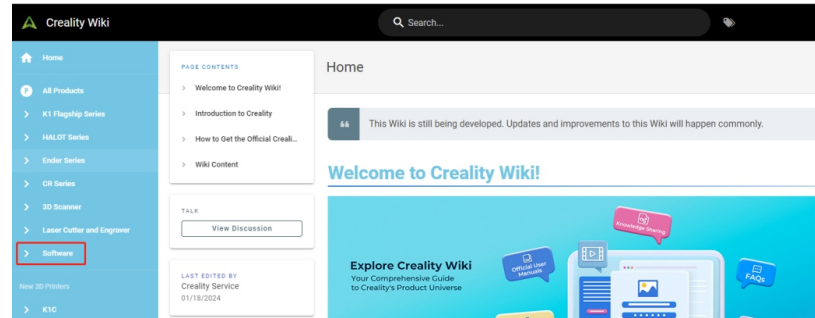 Creality Wiki
Search...
Home
All Products
K1 Flagship Series
HALOT Series
Ender Series
CR Series
3D Scanner
Laser Cutter and Engraver
Software
New 3D Printers
K1C
PAGE CONTENTS
Welcome to Creality Wiki!
Introduction to Creality
How to Get the Official Creali...
Wiki Content
TALK
View Discussion
LAST EDITED BY
Creality Service
01/18/2024
Home
This Wiki is still being developed. Updates and improvements to this Wiki will happen commonly.
Welcome to Creality Wiki!
Explore Creality Wiki
Your Comprehensive Guide
to Creality's Product Universe
Knowledge Sharing
Official User
Manuals
FAQs